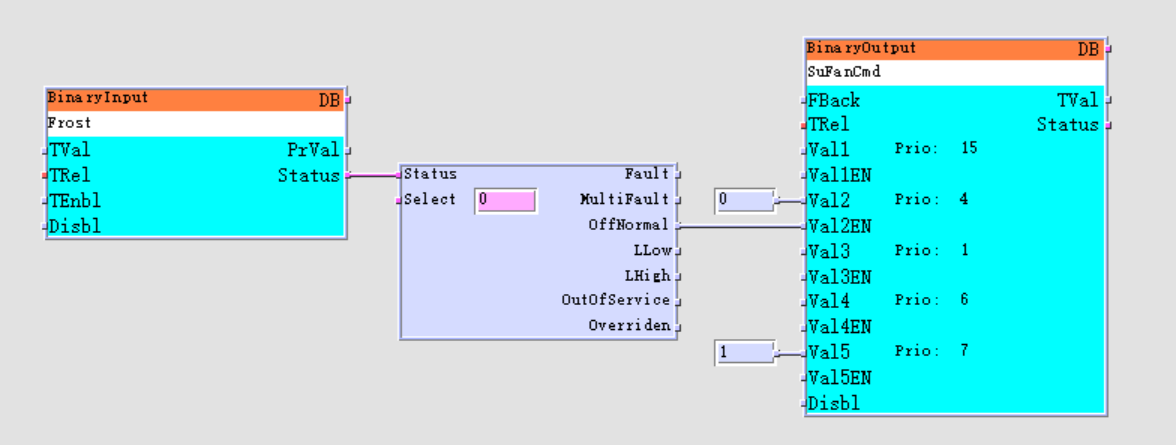 BinaryInput DB
Frost
TVal PrVal
TRel Status
TEnbl
Disbl
Status Fault
Select 0 MultiFault
OffNormal
LLow
LHigh
OutOfService
Overriden
0
1
BinaryOutput DB
SuFanCmd
FBack TVal
TRel Status
Val1 Prio: 15
Val1EN
Val2 Prio: 4
Val2EN
Val3 Prio: 1
Val3EN
Val4 Prio: 6
Val4EN
Val5 Prio: 7
Val5EN
Disbl